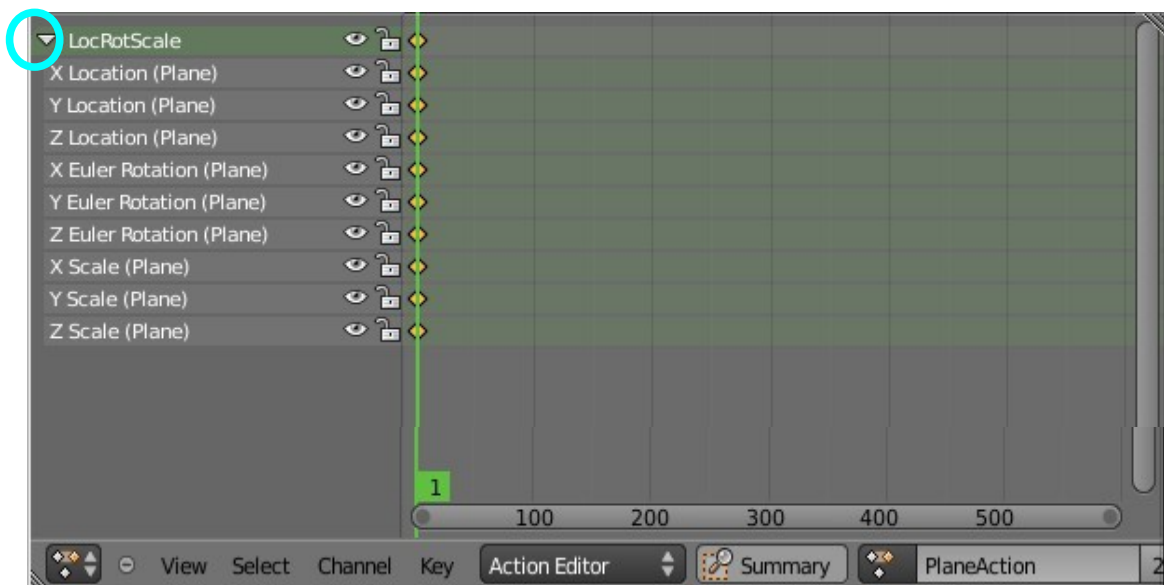 LocRotScale
X Location (Plane)
Y Location (Plane)
Z Location (Plane)
X Euler Rotation (Plane)
Y Euler Rotation (Plane)
Z Euler Rotation (Plane)
X Scale (Plane)
Y Scale (Plane)
Z Scale (Plane)
1
100 200 300 400 500
View Select Channel Key Action Editor Summary PlaneAction 2